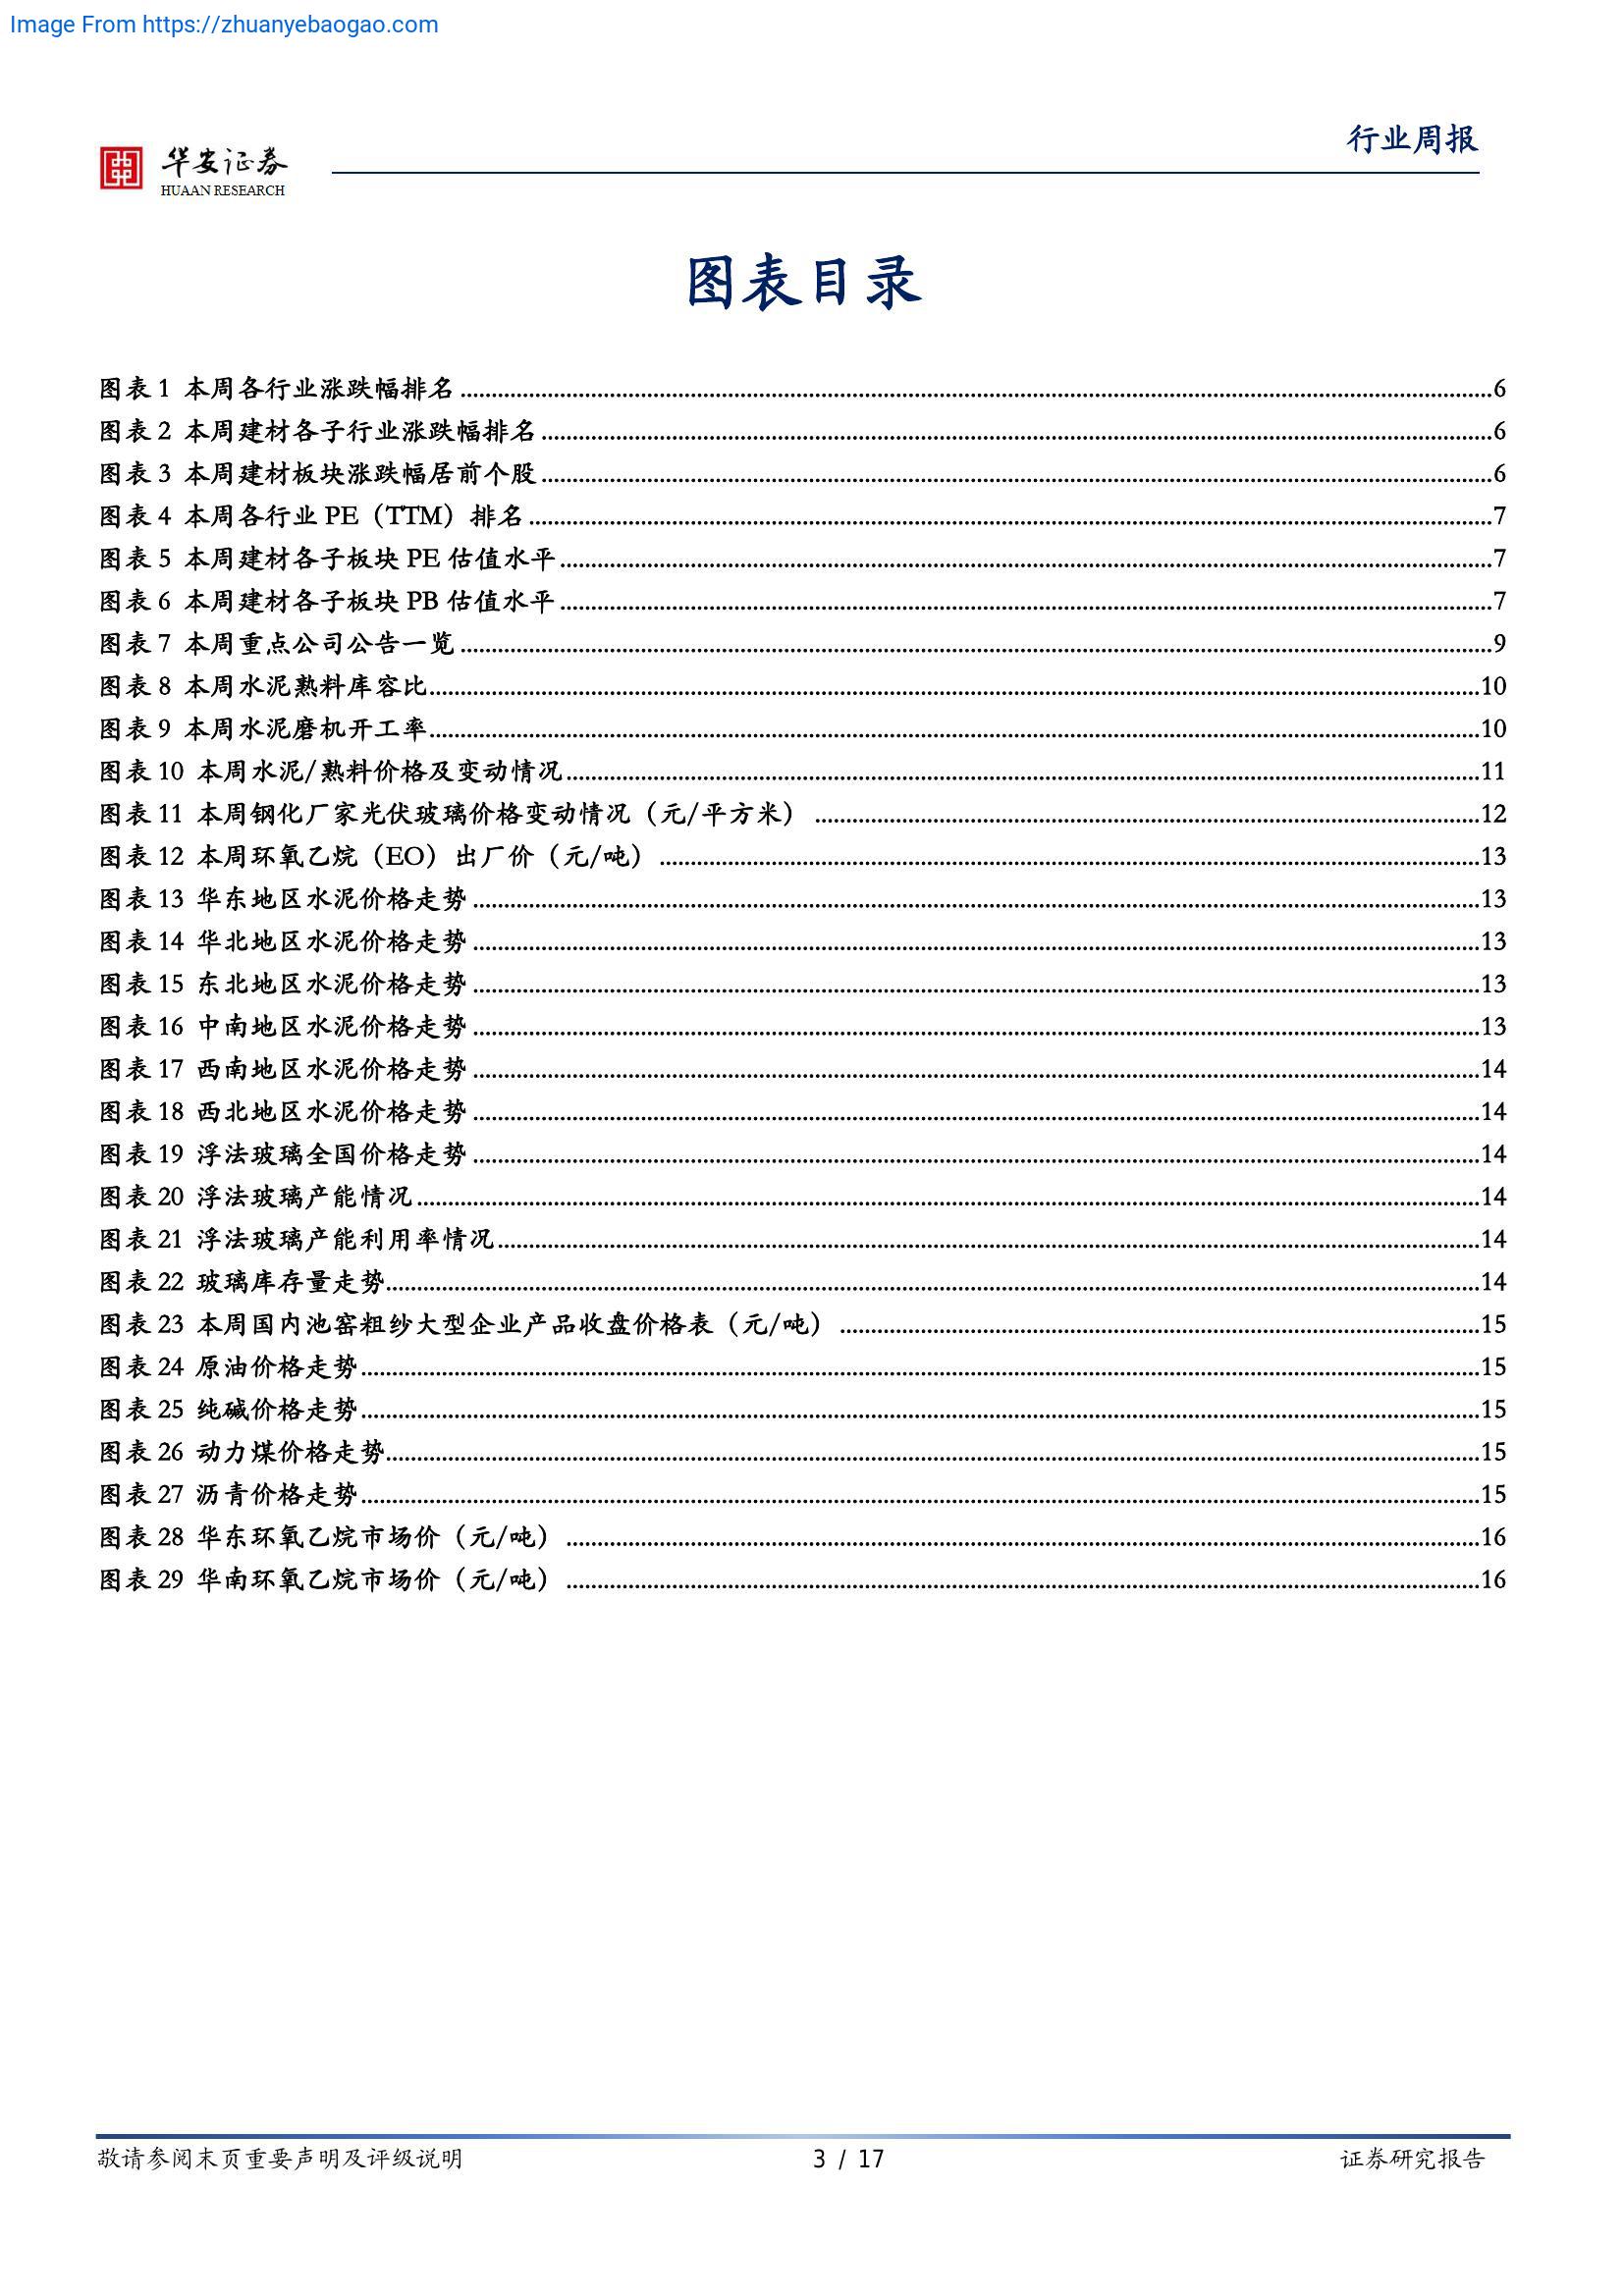 Image From https://zhuanyebaogao.com
行业周报
华安证券
HUAAN RESEARCH
图表目录
图表 1 本周各行业涨跌幅排名 ........ 6
图表 2 本周建材各子行业涨跌幅排名 ........ 6
图表 3 本周建材板块涨跌幅居前个股 ........ 6
图表 4 本周各行业 PE（TTM）排名 ........ 7
图表 5 本周建材各子板块 PE 估值水平 ........ 7
图表 6 本周建材各子板块 PB 估值水平 ........ 7
图表 7 本周重点公司公告一览 ........ 9
图表 8 本周水泥熟料库容比 ........ 10
图表 9 本周水泥磨机开工率 ........ 10
图表 10 本周水泥/熟料价格及变动情况 ........ 11
图表 11 本周钢化厂家光伏玻璃价格变动情况（元/平方米） ........ 12
图表 12 本周环氧乙烷（EO）出厂价（元/吨） ........ 13
图表 13 华东地区水泥价格走势 ........ 13
图表 14 华北地区水泥价格走势 ........ 13
图表 15 东北地区水泥价格走势 ........ 13
图表 16 中南地区水泥价格走势 ........ 13
图表 17 西南地区水泥价格走势 ........ 14
图表 18 西北地区水泥价格走势 ........ 14
图表 19 浮法玻璃全国价格走势 ........ 14
图表 20 浮法玻璃产能情况 ........ 14
图表 21 浮法玻璃产能利用率情况 ........ 14
图表 22 玻璃库存量走势 ........ 14
图表 23 本周国内池窑粗纱大型企业产品收盘价格表（元/吨） ........ 15
图表 24 原油价格走势 ........ 15
图表 25 纯碱价格走势 ........ 15
图表 26 动力煤价格走势 ........ 15
图表 27 沥青价格走势 ........ 15
图表 28 华东环氧乙烷市场价（元/吨） ........ 16
图表 29 华南环氧乙烷市场价（元/吨） ........ 16
敬请参阅末页重要声明及评级说明 3 / 17 证券研究报告